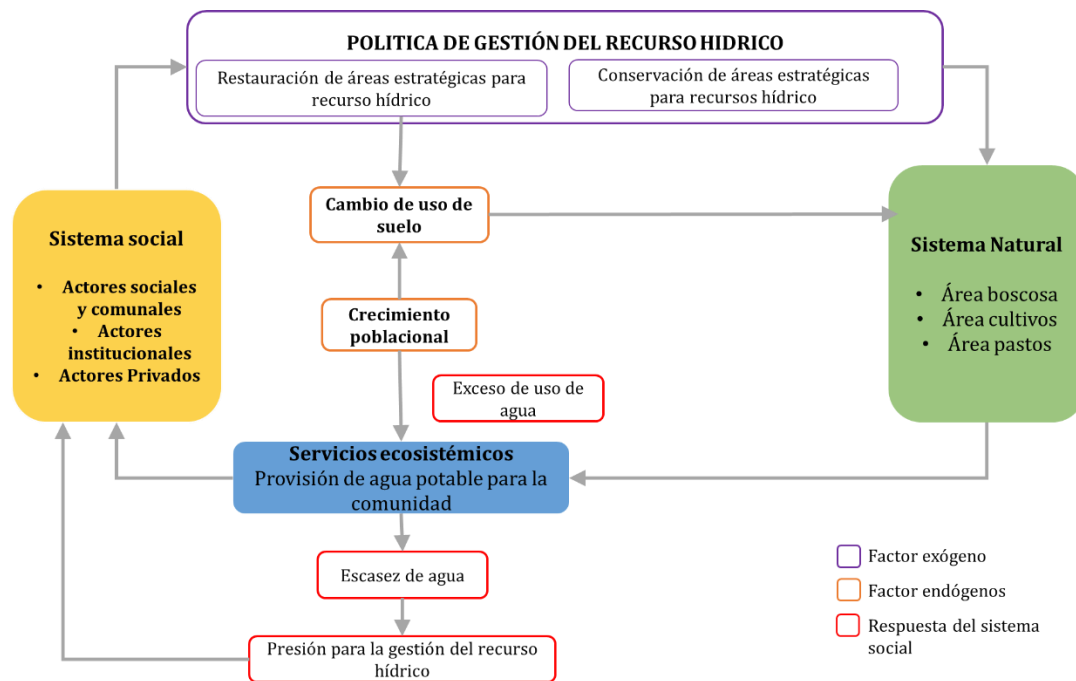 POLITICA DE GESTIÓN DEL RECURSO HIDRICO
Restauración de áreas estratégicas para
recurso hídrico
Conservación de áreas estratégicas
para recursos hídrico
Cambio de uso de
suelo
Sistema social
• Actores sociales
y comunales
• Actores
institucionales
• Actores Privados
Sistema Natural
• Área boscosa
• Área cultivos
• Área pastos
Crecimiento
poblacional
Exceso de uso de
agua
Servicios ecosistémicos
Provisión de agua potable para la
comunidad
Escasez de agua
Presión para la gestión del recurso
hídrico
Factor exógeno
Factor endógenos
Respuesta del sistema
social